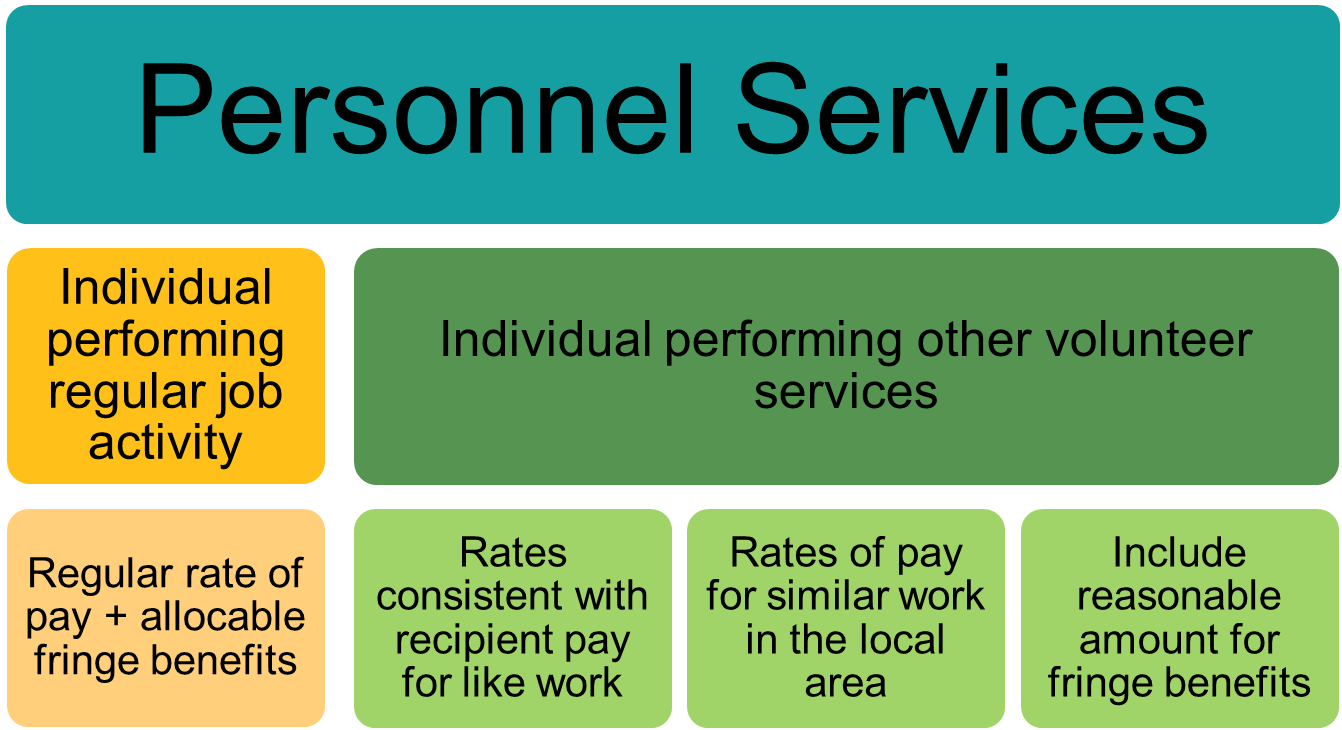 Personnel Services
Individual
performing
regular job
activity
Individual performing other volunteer
services
Regular rate of
pay + allocable
fringe benefits
Rates
consistent with
recipient pay
for like work
Rates of pay
for similar work
in the local
area
Include
reasonable
amount for
fringe benefits